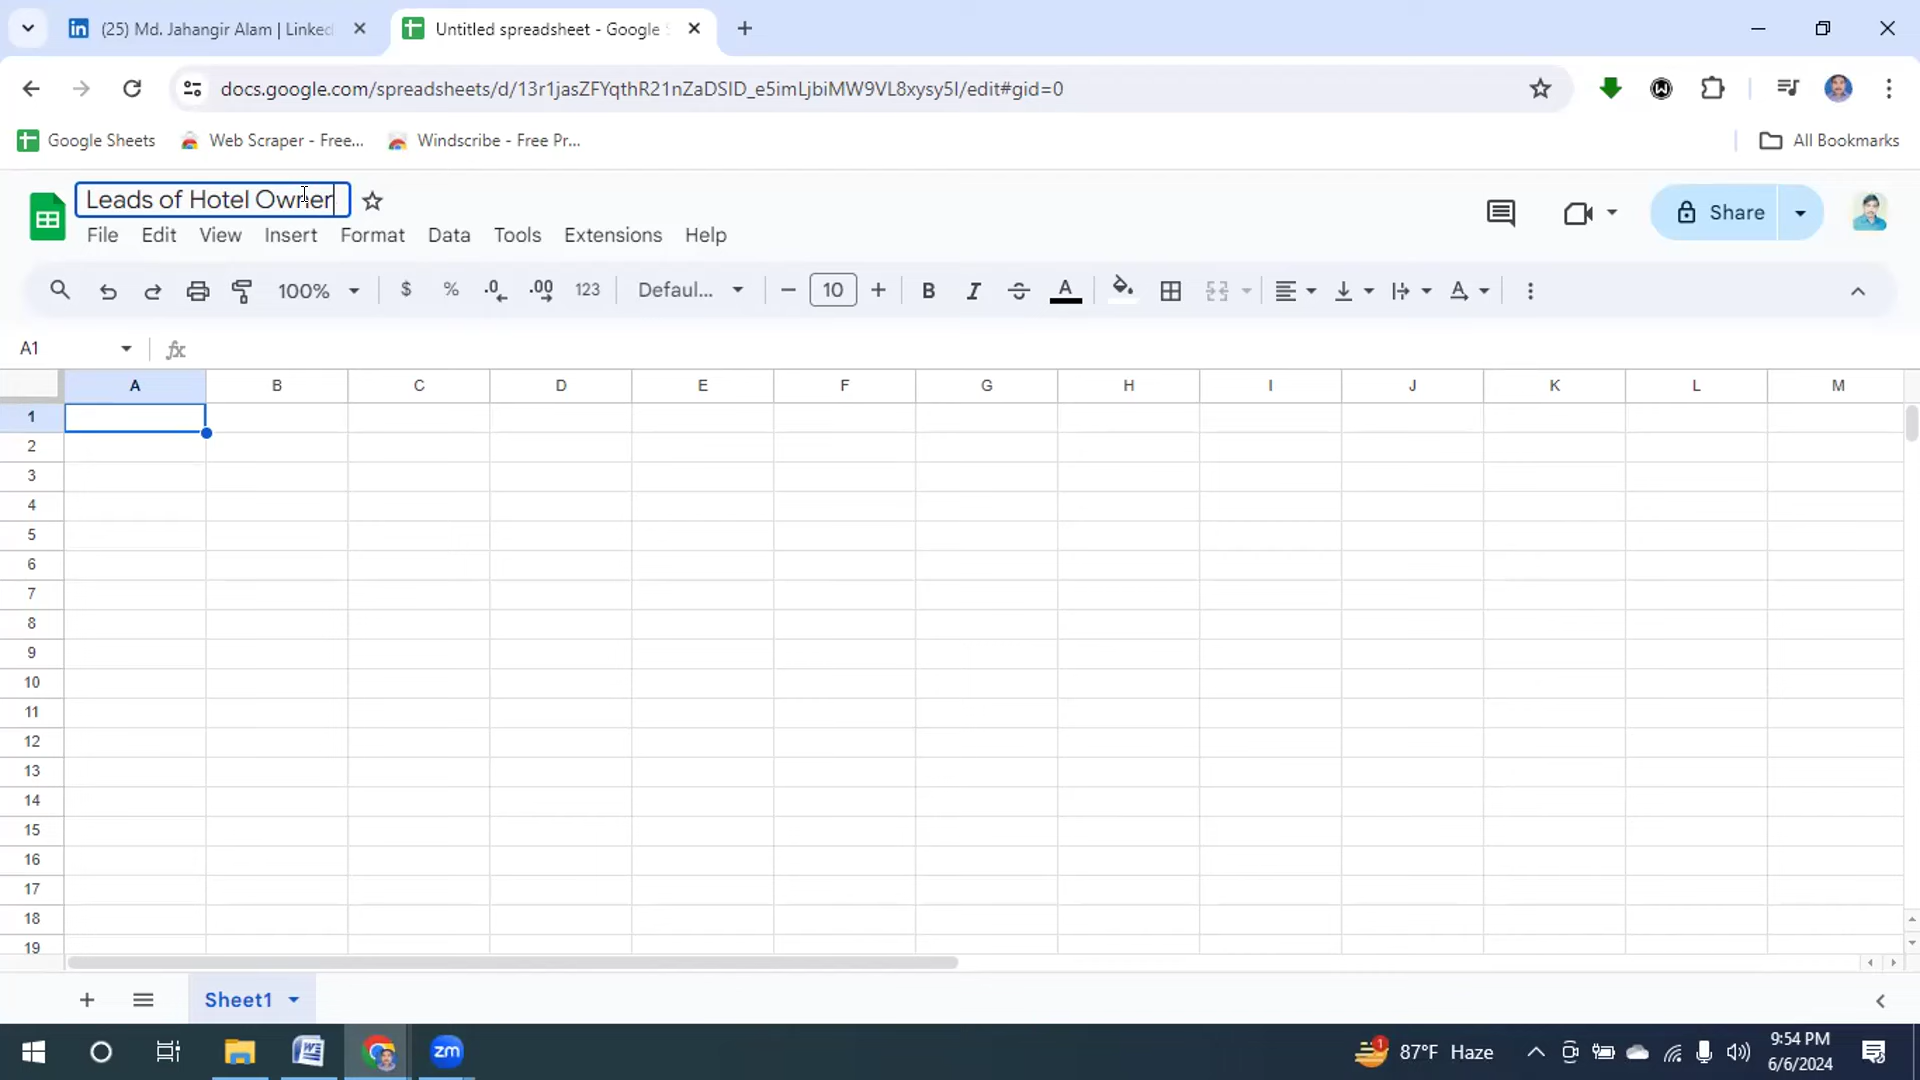 (25) Md. Jahangir Alam | Linked
Untitled spreadsheet - Google S
docs.google.com/spreadsheets/d/13r1jasZFYqthR21nZaDSID_e5imLjbiMW9VL8xysy5I/edit#gid=0
Google Sheets
Web Scraper - Free...
Windscribe - Free Pr...
All Bookmarks
Leads of Hotel Owner
File Edit View Insert Format Data Tools Extensions Help
Share
100% $ % .0 .00 123 Defaul... 10 B I A
A1
fx
A B C D E F G H I J K L M
1
2
3
4
5
6
7
8
9
10
11
12
13
14
15
16
17
18
19
Sheet1
zm
1
87°F Haze
9:54 PM
6/6/2024